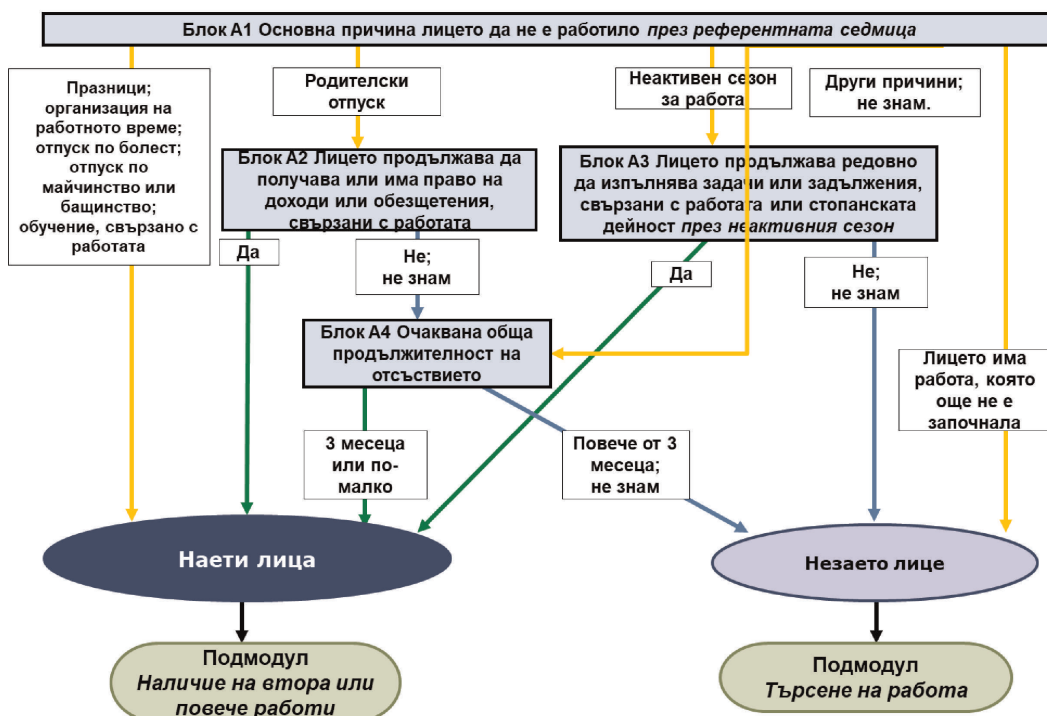 Блок А1 Основна причина лицето да не е работило през референтната седмица
Празници;
организация на
работното време;
отпуск по болест;
отпуск по
майчинство или
бащинство;
обучение, свързано с
работата
Родителски
отпуск
Неактивен сезон
за работа
Други причини;
не знам.
Блок А2 Лицето продължава да
получава или има право на
доходи или обезщетения,
свързани с работата
Блок А3 Лицето продължава редовно
да изпълнява задачи или задължения,
свързани с работата или стопанската
дейност през неактивния сезон
Да
Не;
не знам
Да
Не;
не знам
Блок А4 Очаквана обща
продължителност на
отсъствието
Лицето има
работа, която
още не е
започнала
3 месеца
или по-
малко
Повече от 3
месеца;
не знам
Наети лица
Незаето лице
Подмодул
Наличие на втора или
повече работи
Подмодул
Търсене на работа